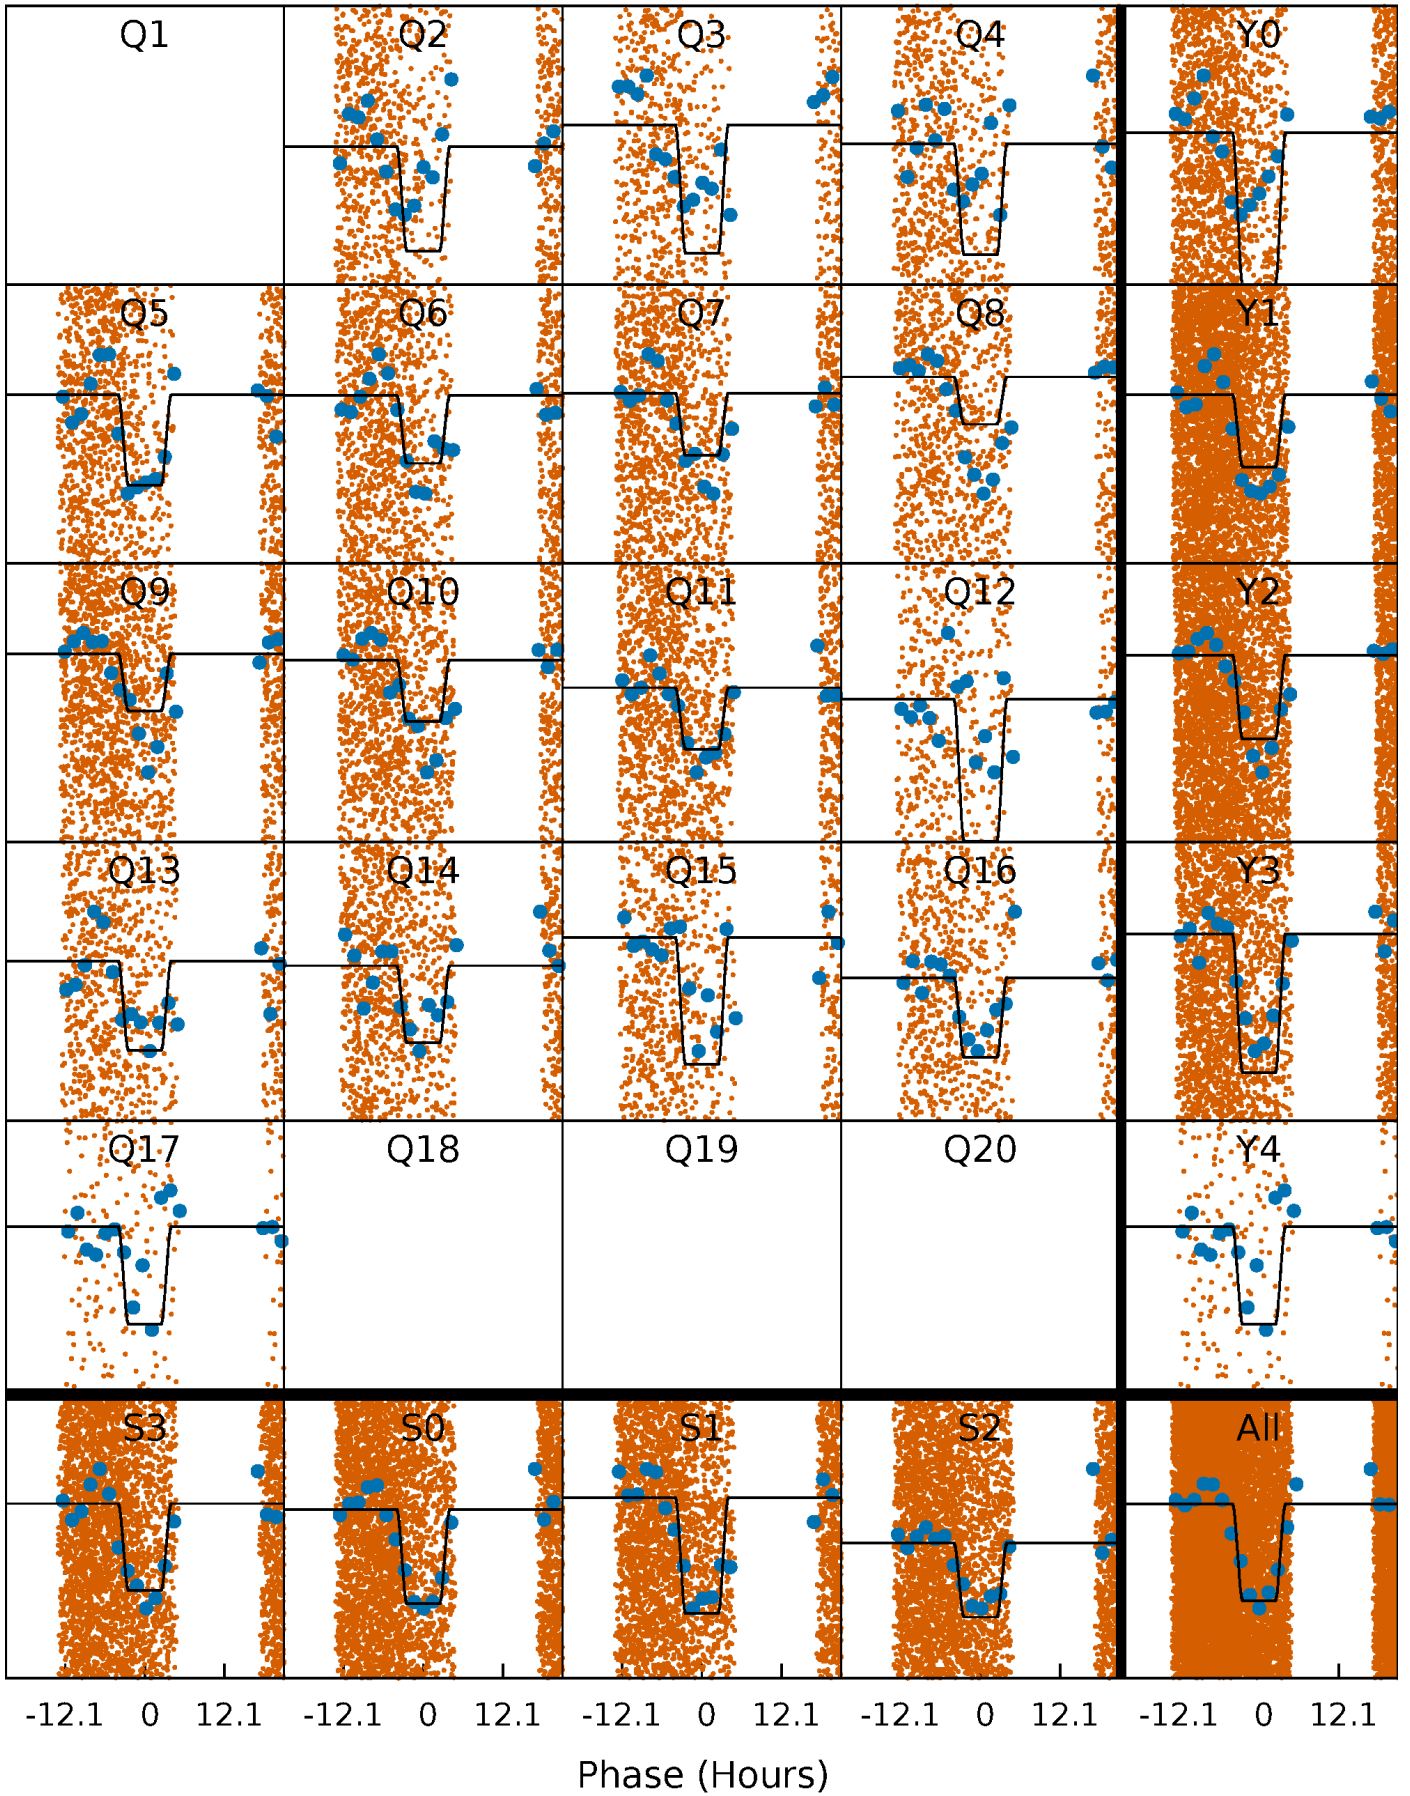 Q1 Q2 Q3 Q4 Y0
Q5 Q6 Q7 Q8 Y1
Q9 Q10 Q11 Q12 Y2
Q13 Q14 Q15 Q16 Y3
Q17 Q18 Q19 Q20 Y4
S3 S0 S1 S2 All
-12.1 0 12.1 -12.1 0 12.1 -12.1 0 12.1 -12.1 0 12.1 -12.1 0 12.1
Phase (Hours)